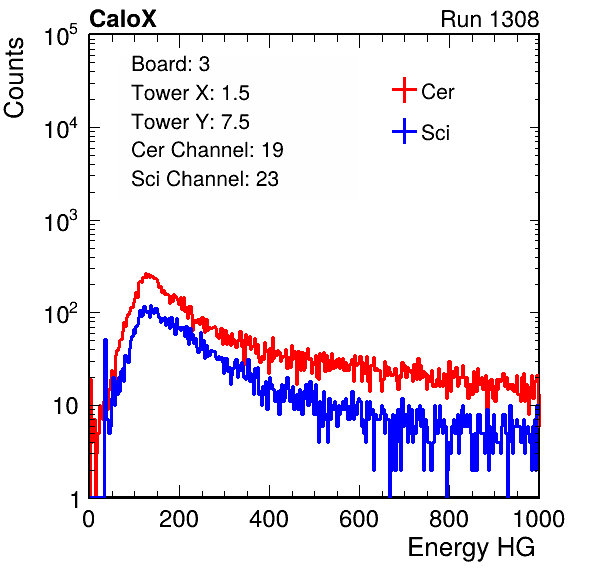 CaloX Run 1308
Counts
10^5
10^4
10^3
10^2
10
1
Board: 3
Tower X: 1.5
Tower Y: 7.5
Cer Channel: 19
Sci Channel: 23
Cer
Sci
0 200 400 600 800 1000
Energy HG